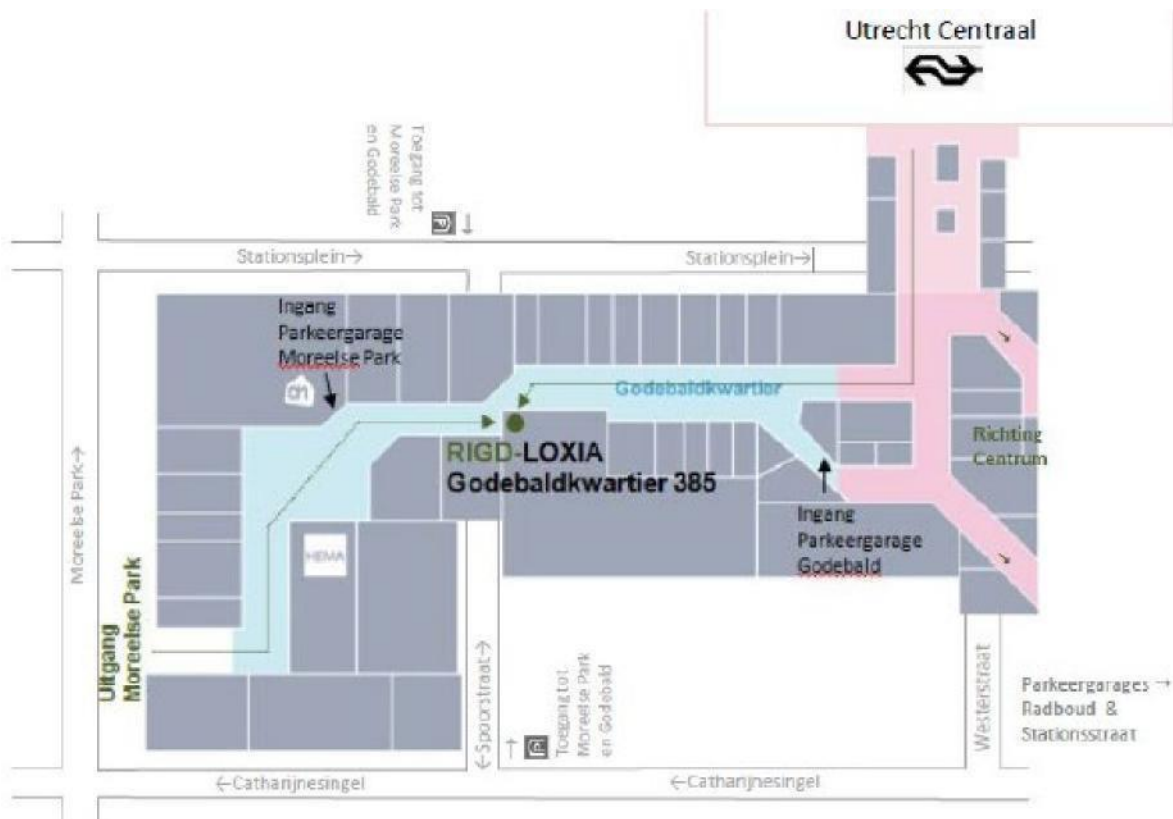 Utrecht Centraal
Toegang tot
Moreelse Park
en Godebald
P
Stationsplein→
Stationsplein→
Ingang
Parkeergarage
Moreelse Park
ah
Godebaldkwartier
RIGD-LOXIA
Godebaldkwartier 385
Richting
Centrum
Ingang
Parkeergarage
Godebald
HEMA
Moreelse Park→
Uitgang
Moreelse Park
←Spoorstraat→
Toegang tot
Moreelse Park
en Godebald
P
Westerstraat
Parkeergarages →
Radboud &
Stationsstraat
←Catharijnesingel
←Catharijnesingel